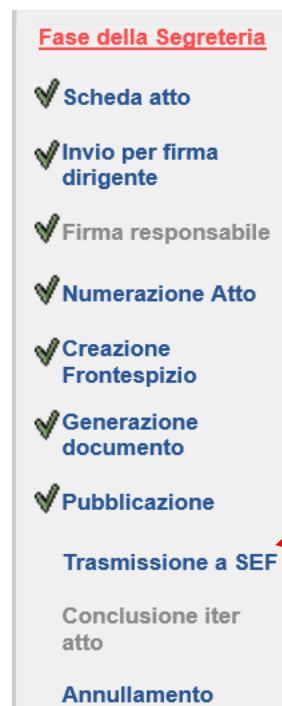 Fase della Segreteria
Scheda atto
Invio per firma
dirigente
Firma responsabile
Numerazione Atto
Creazione
Frontespizio
Generazione
documento
Pubblicazione
Trasmissione a SEF
Conclusione iter
atto
Annullamento